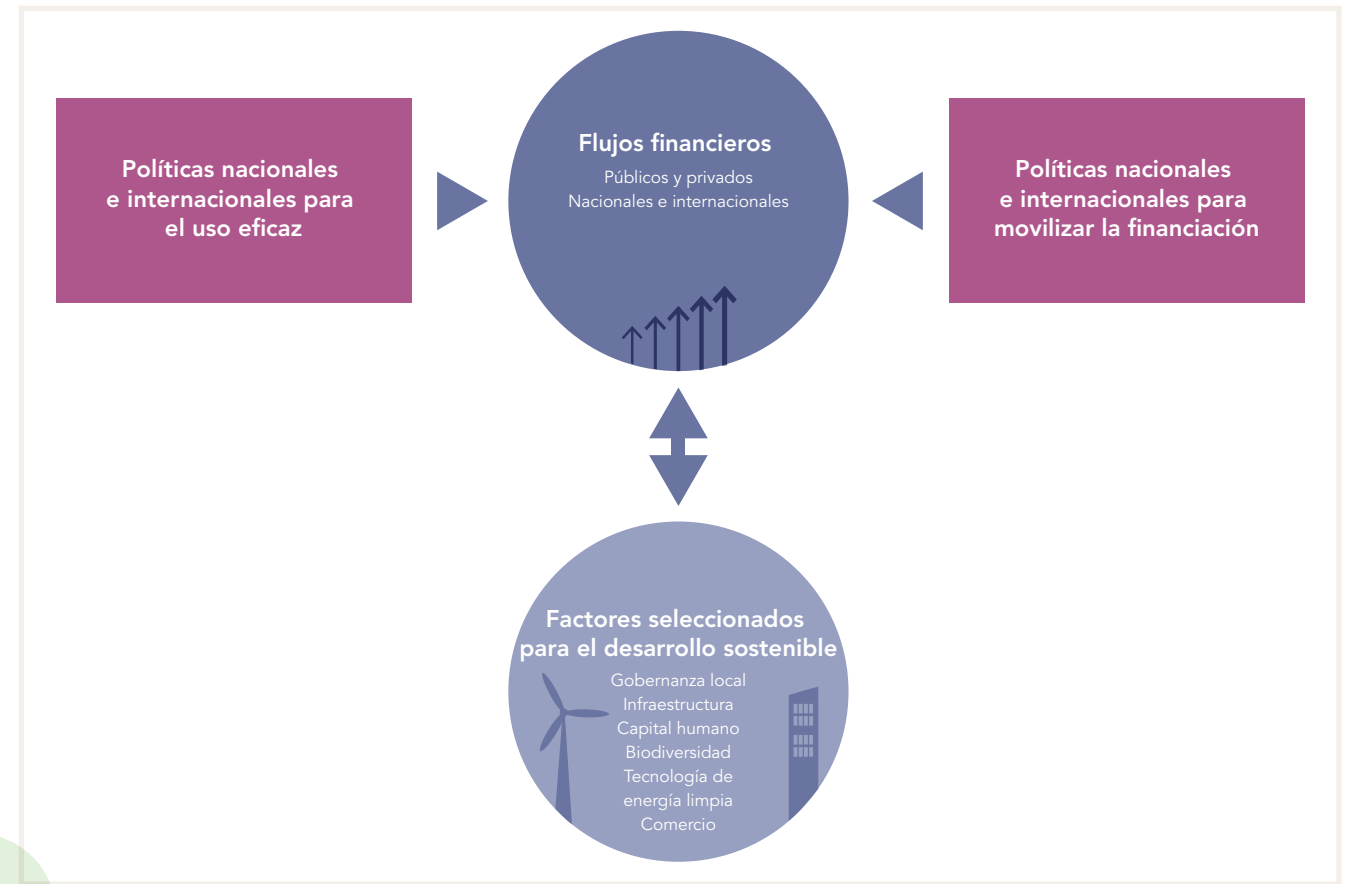 Políticas nacionales
e internacionales para
el uso eficaz
Flujos financieros
Públicos y privados
Nacionales e internacionales
Políticas nacionales
e internacionales para
movilizar la financiación
Factores seleccionados
para el desarrollo sostenible
Gobernanza local
Infraestructura
Capital humano
Biodiversidad
Tecnología de
energía limpia
Comercio